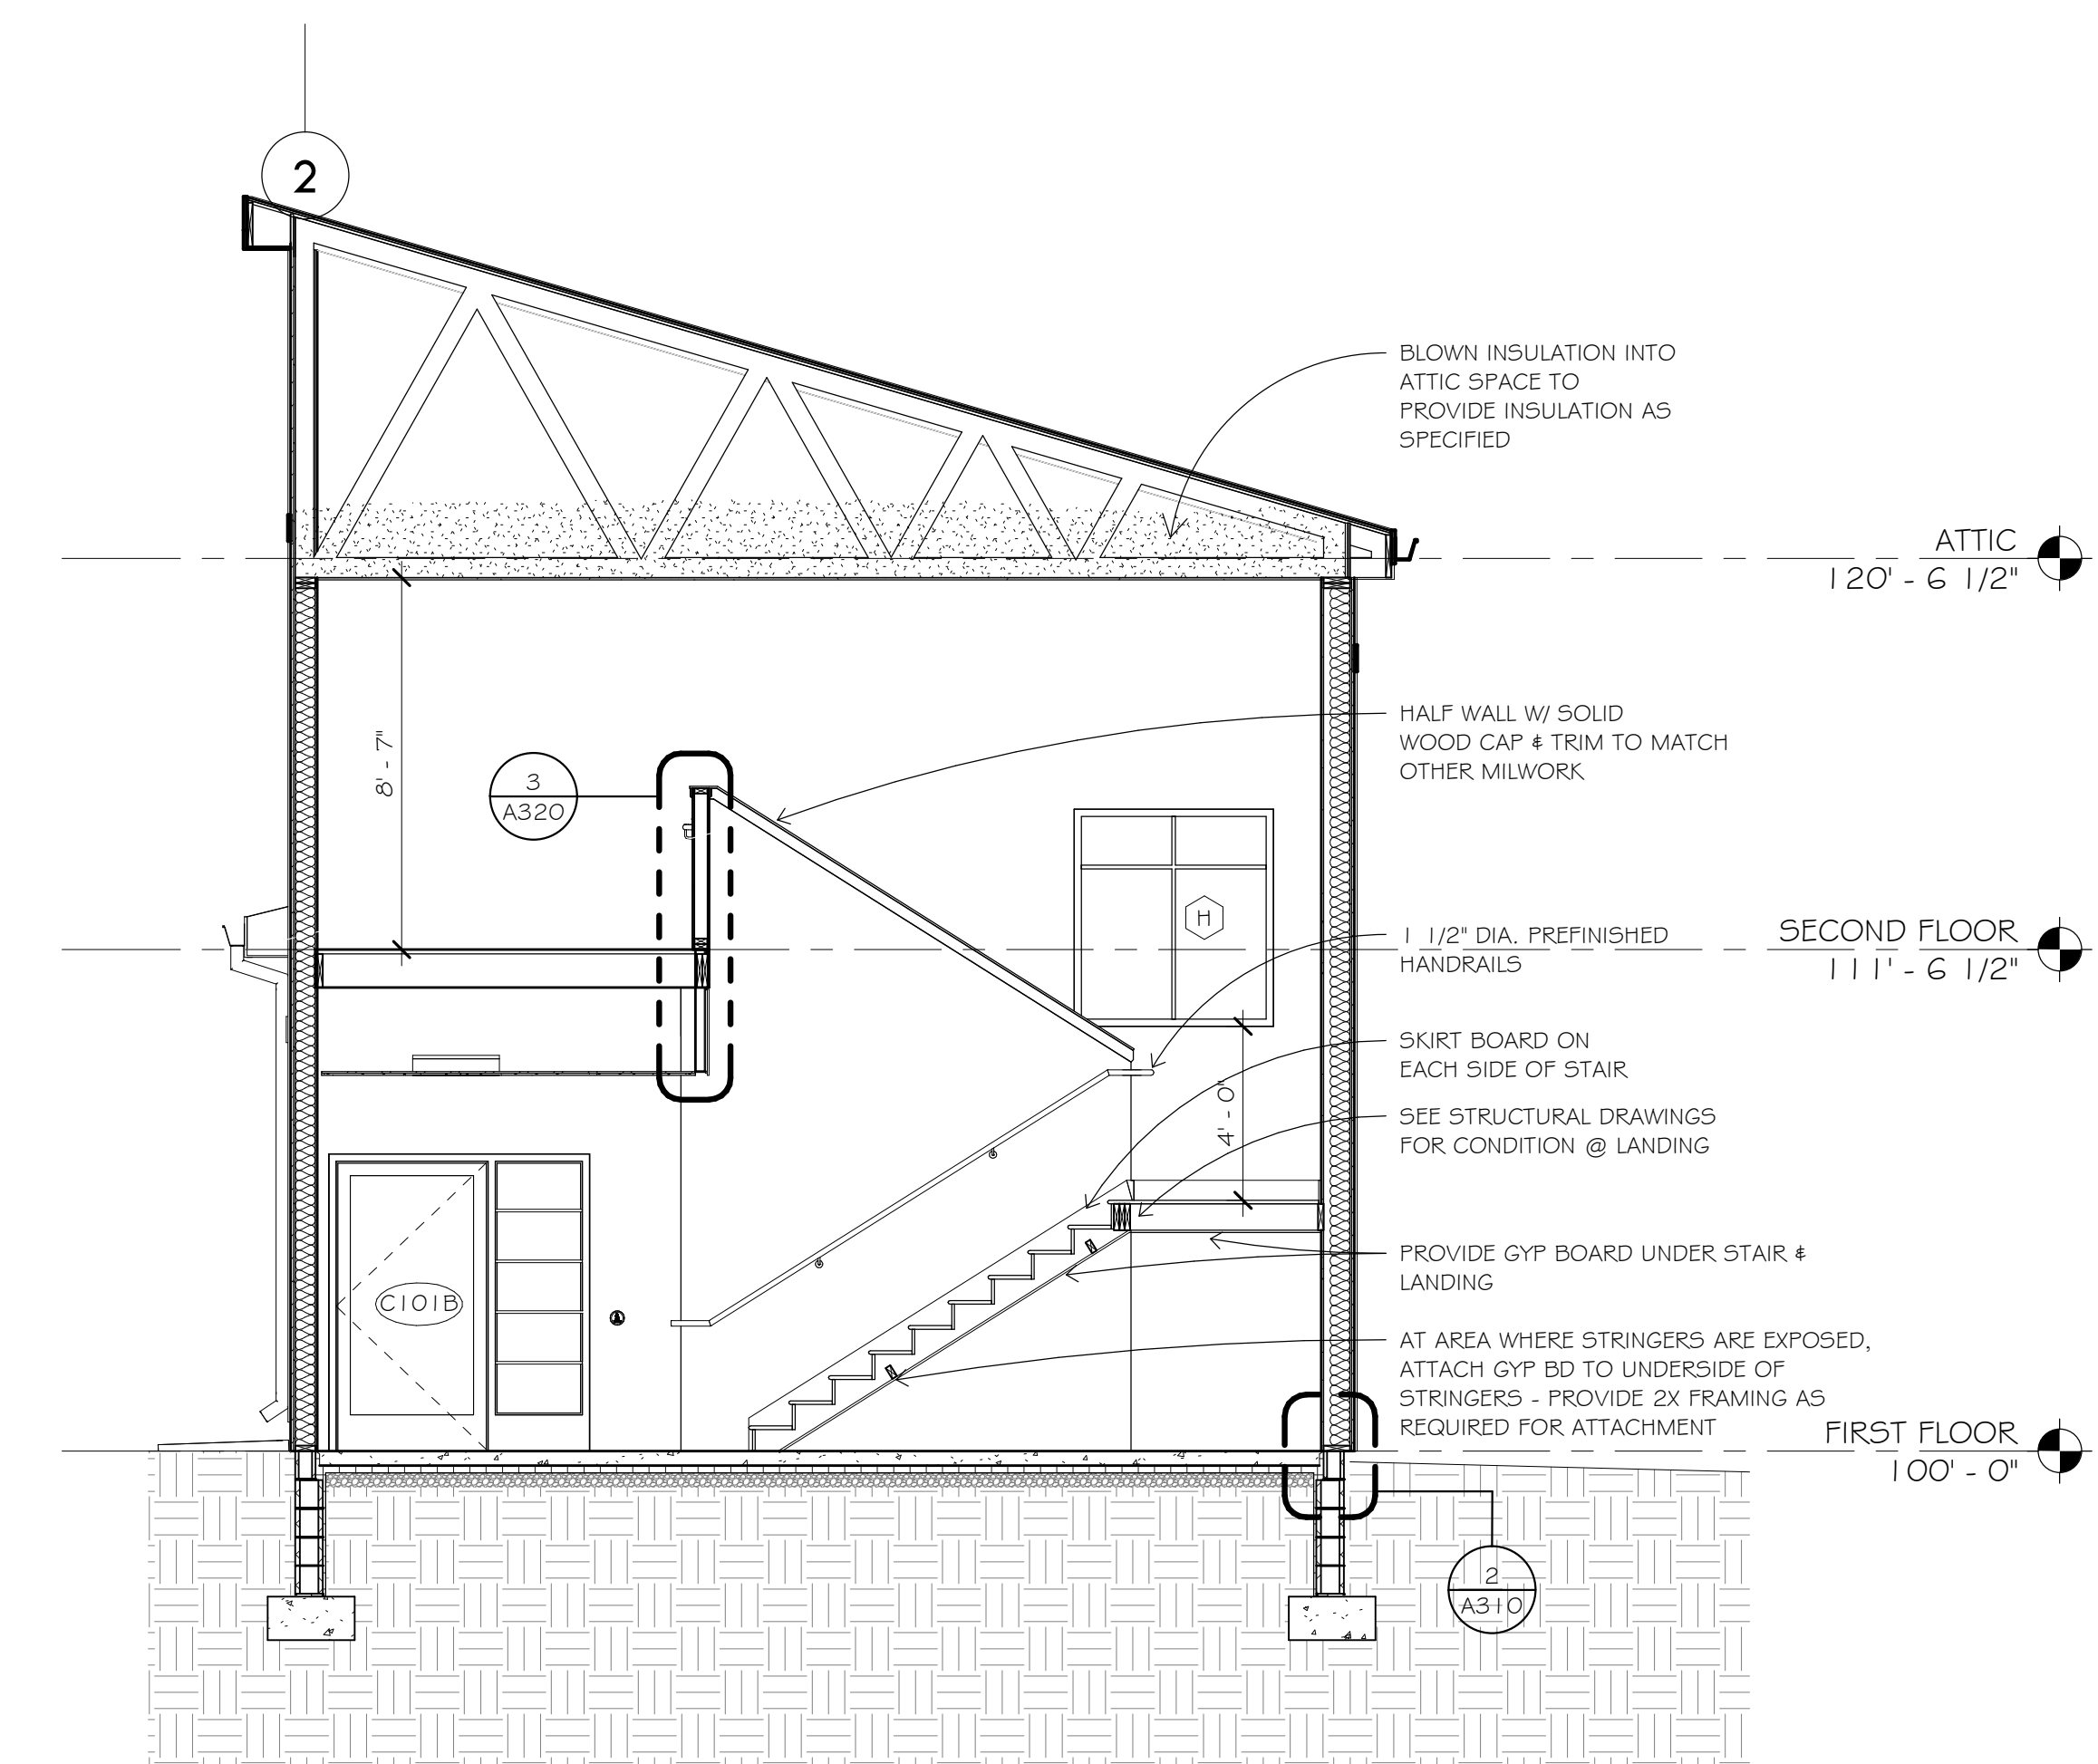 2
BLOWN INSULATION INTO
ATTIC SPACE TO
PROVIDE INSULATION AS
SPECIFIED
ATTIC
120' - 6 1/2"
8' - 7"
HALF WALL W/ SOLID
WOOD CAP & TRIM TO MATCH
OTHER MILWORK
3
A320
H
1 1/2" DIA. PREFINISHED
HANDRAILS
SECOND FLOOR
111' - 6 1/2"
SKIRT BOARD ON
EACH SIDE OF STAIR
4' - 0"
SEE STRUCTURAL DRAWINGS
FOR CONDITION @ LANDING
PROVIDE GYP BOARD UNDER STAIR &
LANDING
C101B
AT AREA WHERE STRINGERS ARE EXPOSED,
ATTACH GYP BD TO UNDERSIDE OF
STRINGERS - PROVIDE 2X FRAMING AS
REQUIRED FOR ATTACHMENT
FIRST FLOOR
100' - 0"
2
A310